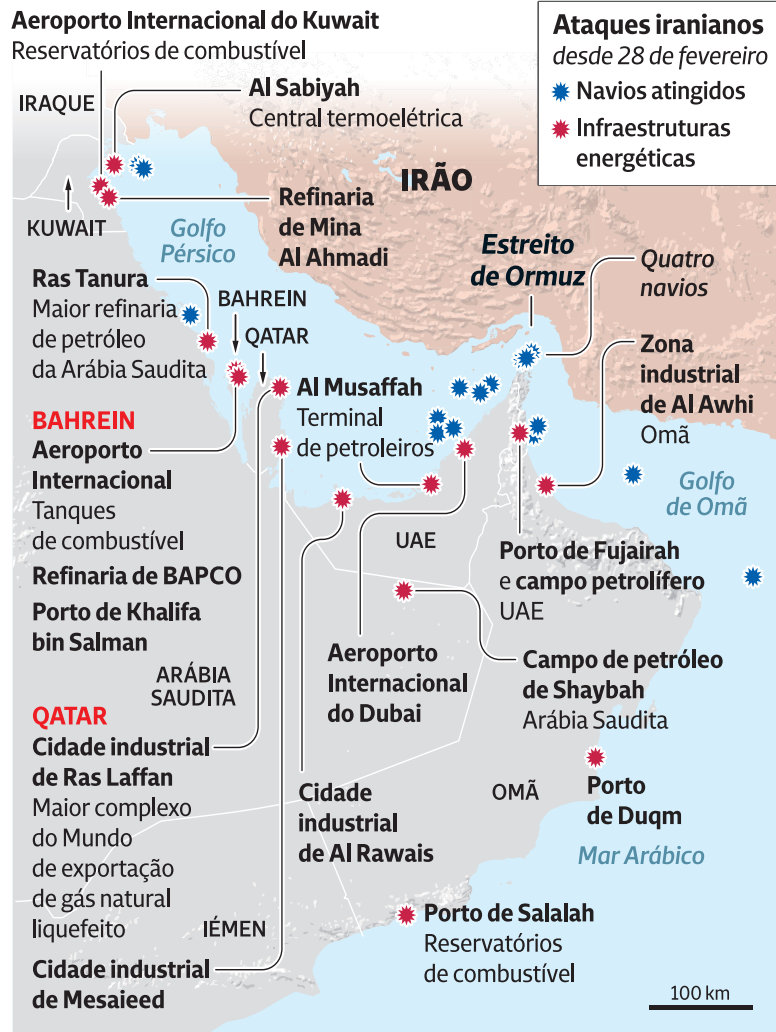 Aeroporto Internacional do Kuwait
Reservatórios de combustível
Ataques iranianos
desde 28 de fevereiro
Navios atingidos
Infraestruturas
energéticas
IRAQUE
Al Sabiyah
Central termoelétrica
IRÃO
KUWAIT
Golfo
Pérsico
Refinaria
de Mina
Al Ahmadi
Estreito
de Ormuz
Quatro
navios
Ras Tanura
Maior refinaria
de petróleo
da Arábia Saudita
BAHREIN
QATAR
Zona
industrial
de Al Awhi
Omã
Al Musaffah
Terminal
de petroleiros
BAHREIN
Aeroporto
Internacional
Tanques
de combustível
Refinaria de BAPCO
Porto de Khalifa
bin Salman
Golfo
de Omã
UAE
Porto de Fujairah
e campo petrolífero
UAE
Aeroporto
Internacional
do Dubai
Campo de petróleo
de Shaybah
Arábia Saudita
ARÁBIA
SAUDITA
QATAR
Cidade industrial
de Ras Laffan
Maior complexo
do Mundo
de exportação
de gás natural
liquefeito
Cidade
industrial
de Al Rawais
OMÃ
Porto
de Duqm
Mar Arábico
IÉMEN
Porto de Salalah
Reservatórios
de combustível
Cidade industrial
de Mesaieed
100 km